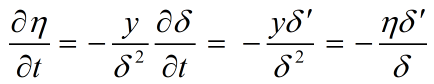 ∂η/∂t = − y/δ² ∂δ/∂t = − yδ′/δ² = − ηδ′/δ